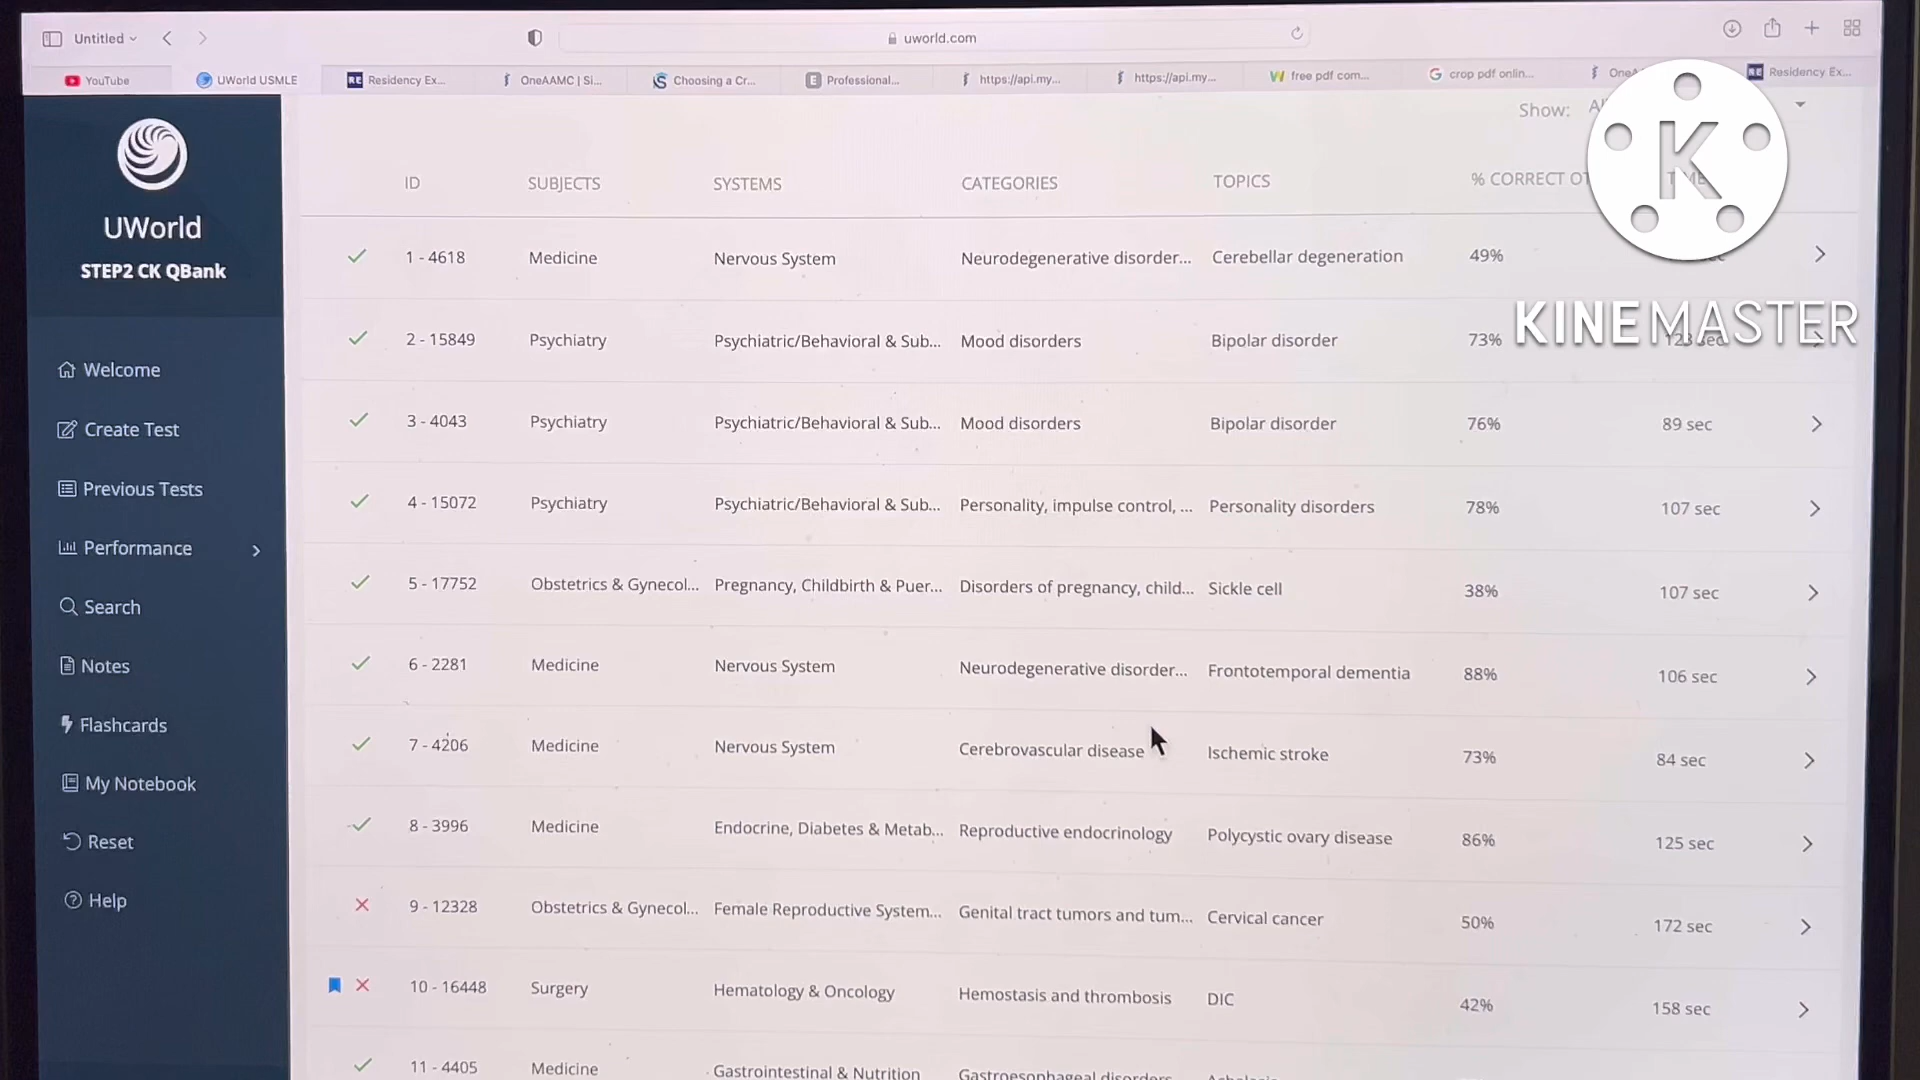 Untitled
uworld.com
YouTube
UWorld USMLE
Residency Ex...
OneAAMC | Si...
Choosing a Cr...
Professional...
https://api.my...
https://api.my...
free pdf com...
crop pdf onlin...
Residency Ex...
UWorld
STEP2 CK QBank
Welcome
Create Test
Previous Tests
Performance
Search
Notes
Flashcards
My Notebook
Reset
Help
Show:
ID SUBJECTS SYSTEMS CATEGORIES TOPICS % CORRECT OT TIME
1 - 4618 Medicine Nervous System Neurodegenerative disorder... Cerebellar degeneration 49%
2 - 15849 Psychiatry Psychiatric/Behavioral & Sub... Mood disorders Bipolar disorder 73% 123 sec
3 - 4043 Psychiatry Psychiatric/Behavioral & Sub... Mood disorders Bipolar disorder 76% 89 sec
4 - 15072 Psychiatry Psychiatric/Behavioral & Sub... Personality, impulse control, ... Personality disorders 78% 107 sec
5 - 17752 Obstetrics & Gynecol... Pregnancy, Childbirth & Puer... Disorders of pregnancy, child... Sickle cell 38% 107 sec
6 - 2281 Medicine Nervous System Neurodegenerative disorder... Frontotemporal dementia 88% 106 sec
7 - 4206 Medicine Nervous System Cerebrovascular disease Ischemic stroke 73% 84 sec
8 - 3996 Medicine Endocrine, Diabetes & Metab... Reproductive endocrinology Polycystic ovary disease 86% 125 sec
9 - 12328 Obstetrics & Gynecol... Female Reproductive System... Genital tract tumors and tum... Cervical cancer 50% 172 sec
10 - 16448 Surgery Hematology & Oncology Hemostasis and thrombosis DIC 42% 158 sec
11 - 4405 Medicine Gastrointestinal & Nutrition Gastroesophageal disorders
K
KINEMASTER